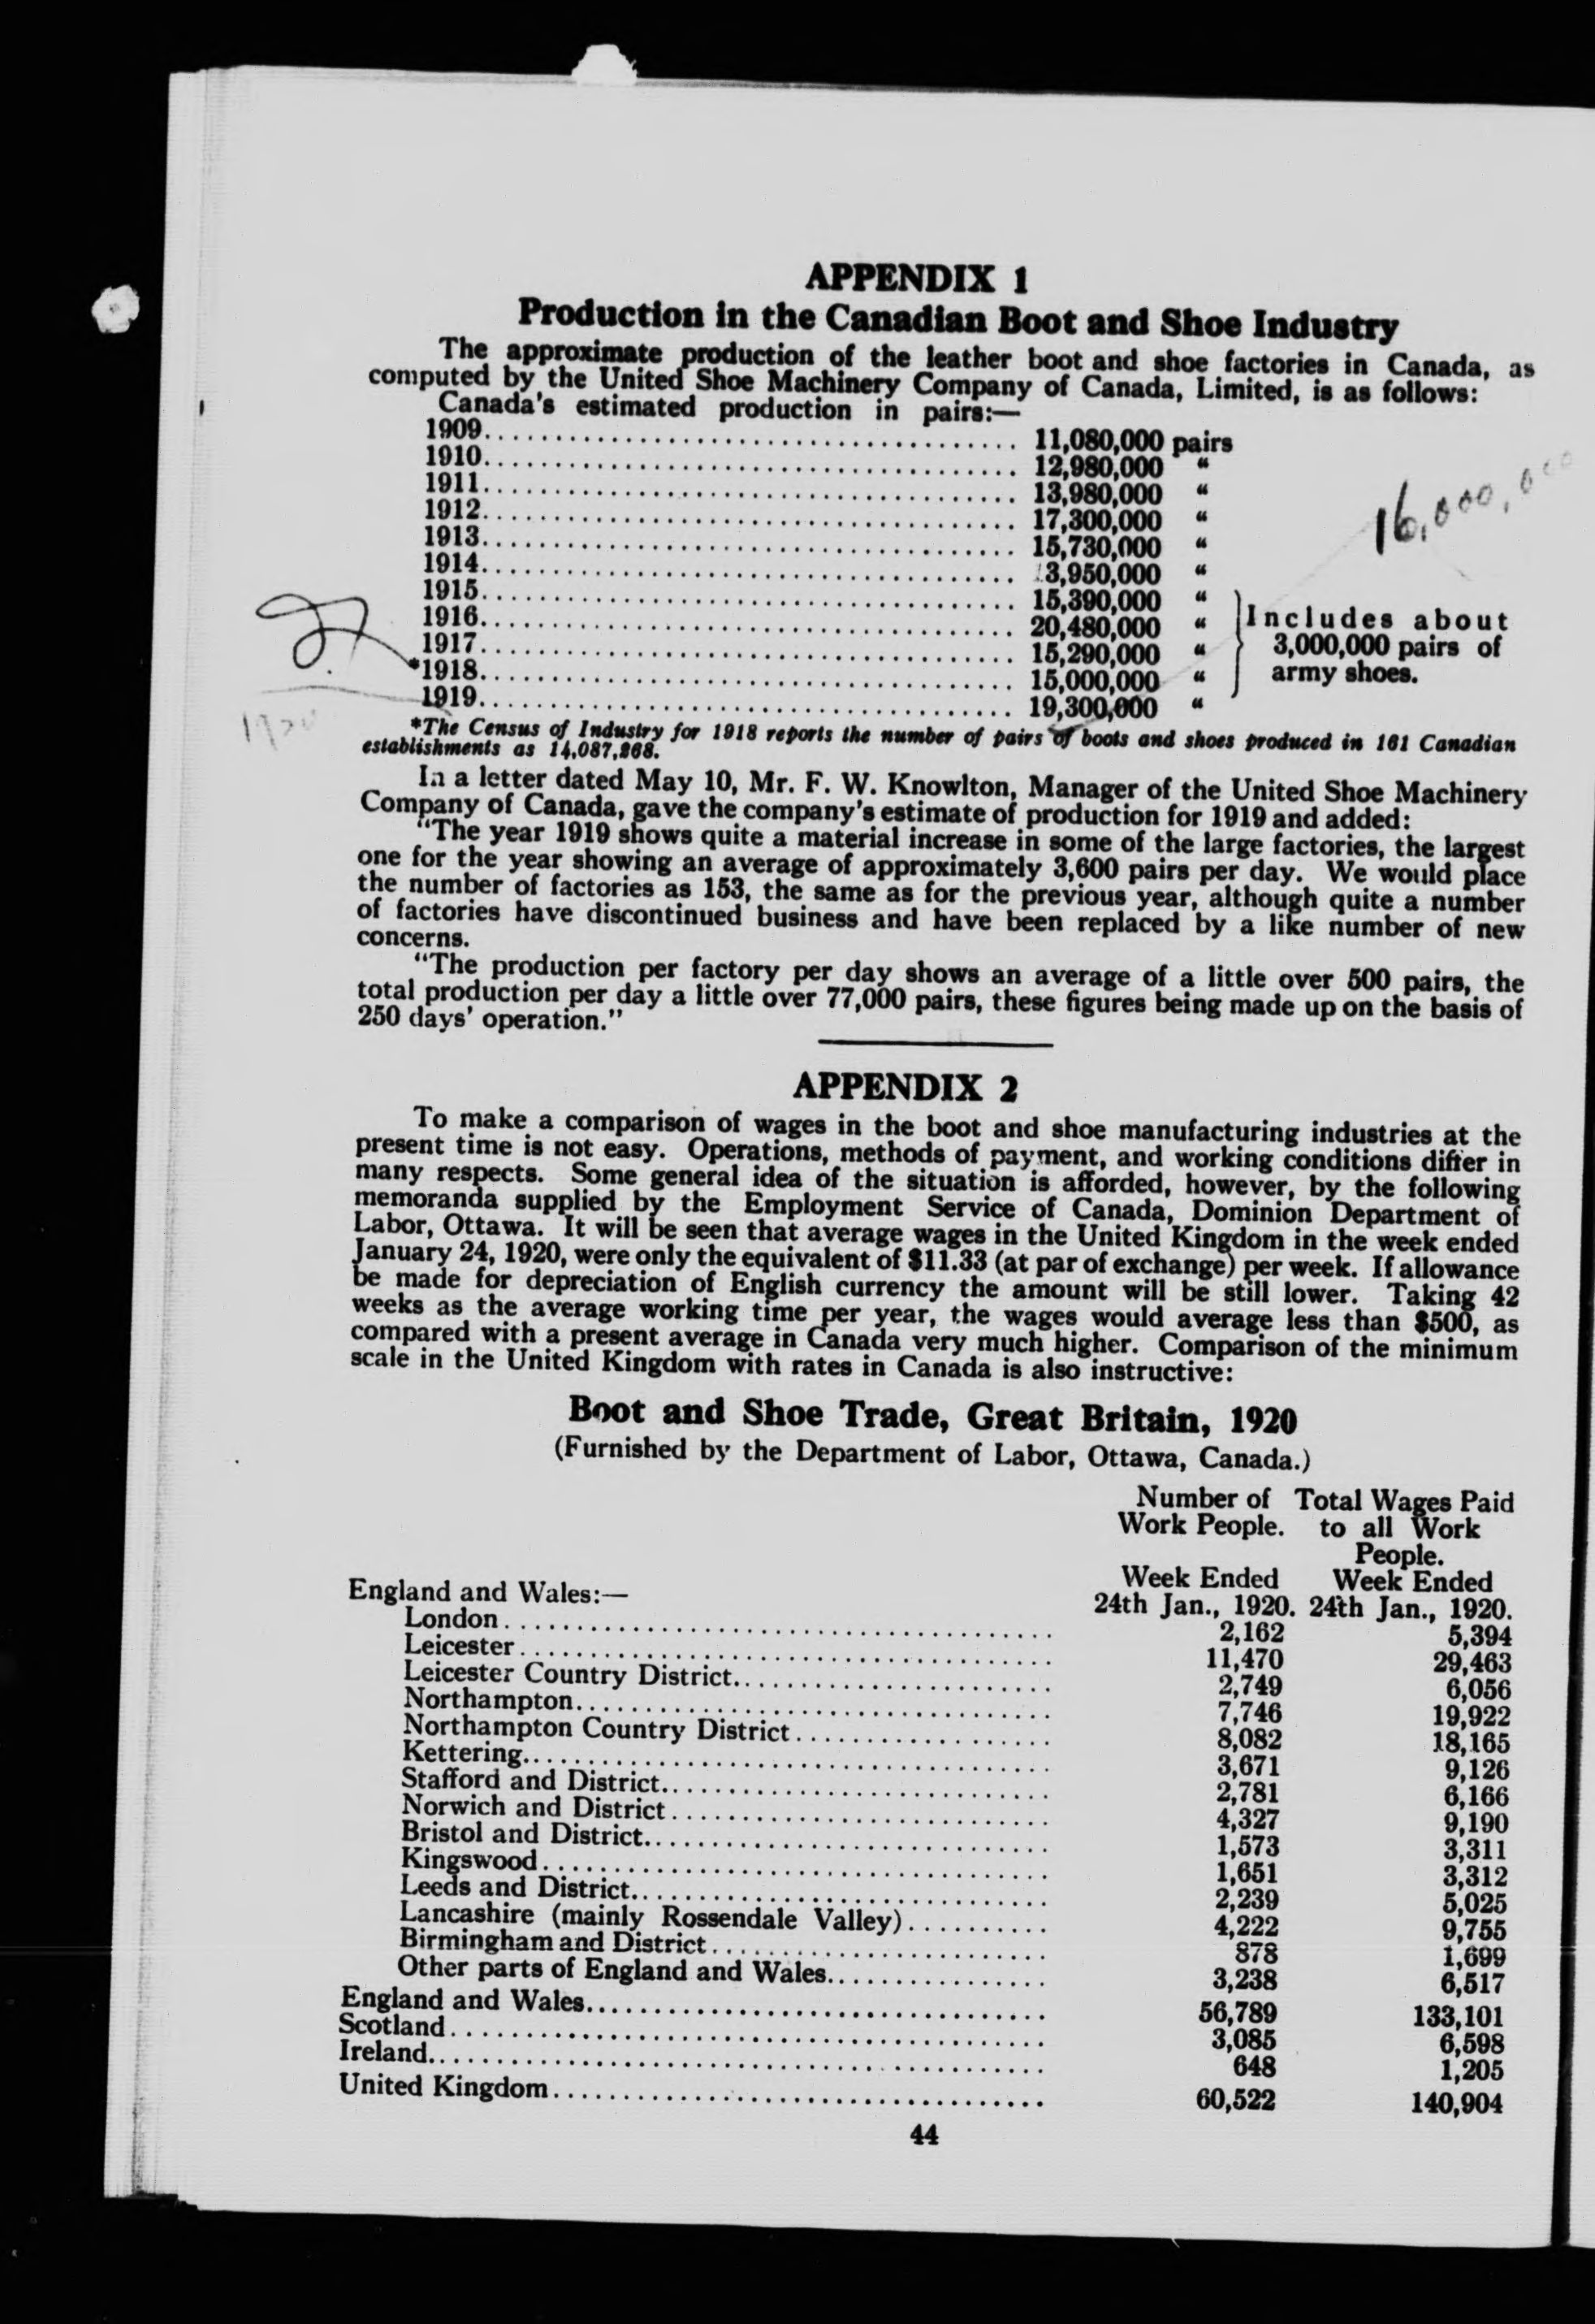 APPENDIX 1
Production in the Canadian Boot and Shoe Industry
The approximate production of the leather boot and shoe factories in Canada, as
computed by the United Shoe Machinery Company of Canada, Limited, is as follows:
Canada's estimated production in pairs:—
1909.................................... 11,080,000 pairs
1910.................................... 12,980,000 "
1911.................................... 13,980,000 "
1912.................................... 17,300,000 "
1913.................................... 15,730,000 "
1914.................................... 13,950,000 "
1915.................................... 15,390,000 "
1916.................................... 20,480,000 " Includes about
1917.................................... 15,290,000 " 3,000,000 pairs of
*1918.................................... 15,000,000 " army shoes.
1919.................................... 19,300,000 "
16,000,000
1920
*The Census of Industry for 1918 reports the number of pairs of boots and shoes produced in 161 Canadian
establishments as 14,087,268.
In a letter dated May 10, Mr. F. W. Knowlton, Manager of the United Shoe Machinery
Company of Canada, gave the company's estimate of production for 1919 and added:
"The year 1919 shows quite a material increase in some of the large factories, the largest
one for the year showing an average of approximately 3,600 pairs per day. We would place
the number of factories as 153, the same as for the previous year, although quite a number
of factories have discontinued business and have been replaced by a like number of new
concerns.
"The production per factory per day shows an average of a little over 500 pairs, the
total production per day a little over 77,000 pairs, these figures being made up on the basis of
250 days' operation."
APPENDIX 2
To make a comparison of wages in the boot and shoe manufacturing industries at the
present time is not easy. Operations, methods of payment, and working conditions differ in
many respects. Some general idea of the situation is afforded, however, by the following
memoranda supplied by the Employment Service of Canada, Dominion Department of
Labor, Ottawa. It will be seen that average wages in the United Kingdom in the week ended
January 24, 1920, were only the equivalent of $11.33 (at par of exchange) per week. If allowance
be made for depreciation of English currency the amount will be still lower. Taking 42
weeks as the average working time per year, the wages would average less than $500, as
compared with a present average in Canada very much higher. Comparison of the minimum
scale in the United Kingdom with rates in Canada is also instructive:
Boot and Shoe Trade, Great Britain, 1920
(Furnished by the Department of Labor, Ottawa, Canada.)
Number of Total Wages Paid
Work People. to all Work
People.
Week Ended Week Ended
England and Wales:— 24th Jan., 1920. 24th Jan., 1920.
London.................................... 2,162 5,394
Leicester.................................... 11,470 29,463
Leicester Country District........................ 2,749 6,056
Northampton.................................... 7,746 19,922
Northampton Country District.................... 8,082 18,165
Kettering.................................... 3,671 9,126
Stafford and District............................ 2,781 6,166
Norwich and District............................ 4,327 9,190
Bristol and District............................ 1,573 3,311
Kingswood.................................... 1,651 3,312
Leeds and District............................ 2,239 5,025
Lancashire (mainly Rossendale Valley)........... 4,222 9,755
Birmingham and District........................ 878 1,699
Other parts of England and Wales................ 3,238 6,517
England and Wales................................ 56,789 133,101
Scotland.................................... 3,085 6,598
Ireland.................................... 648 1,205
United Kingdom.................................... 60,522 140,904
44